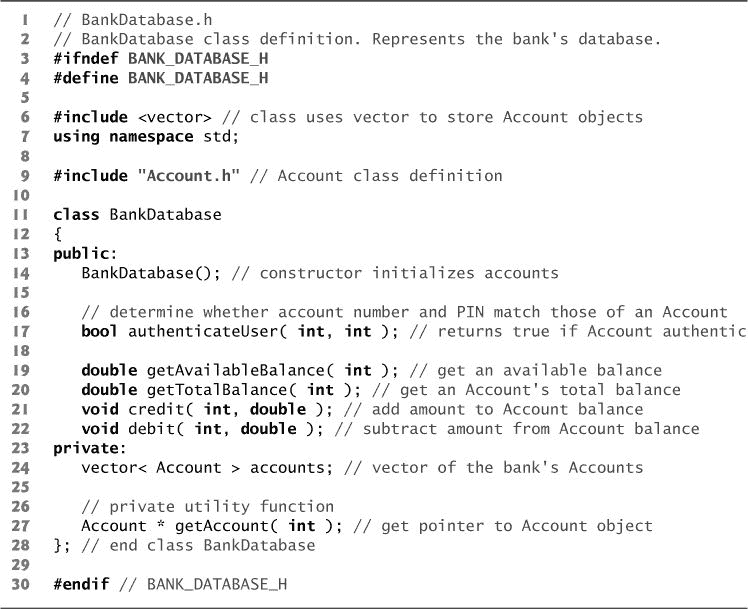 1 // BankDatabase.h
2 // BankDatabase class definition. Represents the bank's database.
3 #ifndef BANK_DATABASE_H
4 #define BANK_DATABASE_H
5
6 #include <vector> // class uses vector to store Account objects
7 using namespace std;
8
9 #include "Account.h" // Account class definition
10
11 class BankDatabase
12 {
13 public:
14    BankDatabase(); // constructor initializes accounts
15
16    // determine whether account number and PIN match those of an Account
17    bool authenticateUser( int, int ); // returns true if Account authentic
18
19    double getAvailableBalance( int ); // get an available balance
20    double getTotalBalance( int ); // get an Account's total balance
21    void credit( int, double ); // add amount to Account balance
22    void debit( int, double ); // subtract amount from Account balance
23 private:
24    vector< Account > accounts; // vector of the bank's Accounts
25
26    // private utility function
27    Account * getAccount( int ); // get pointer to Account object
28 }; // end class BankDatabase
29
30 #endif // BANK_DATABASE_H